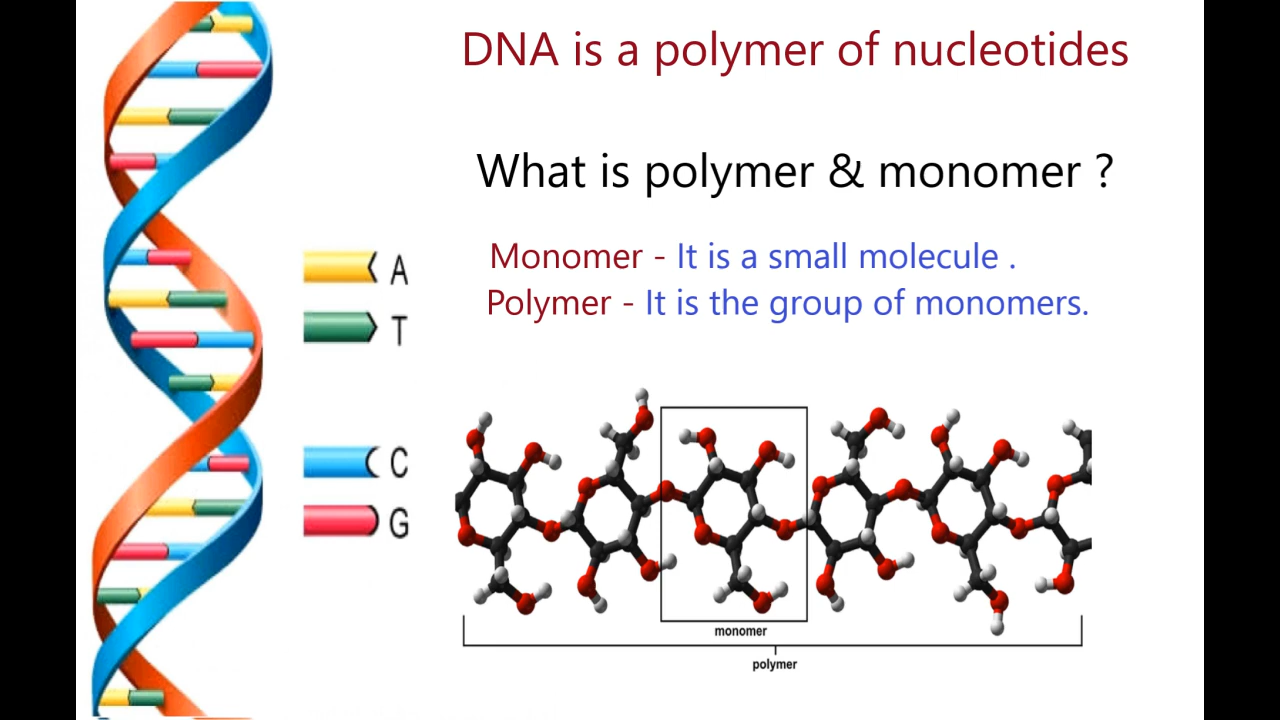 DNA is a polymer of nucleotides
What is polymer & monomer ?
Monomer - It is a small molecule .
Polymer - It is the group of monomers.
A
T
C
G
monomer
polymer